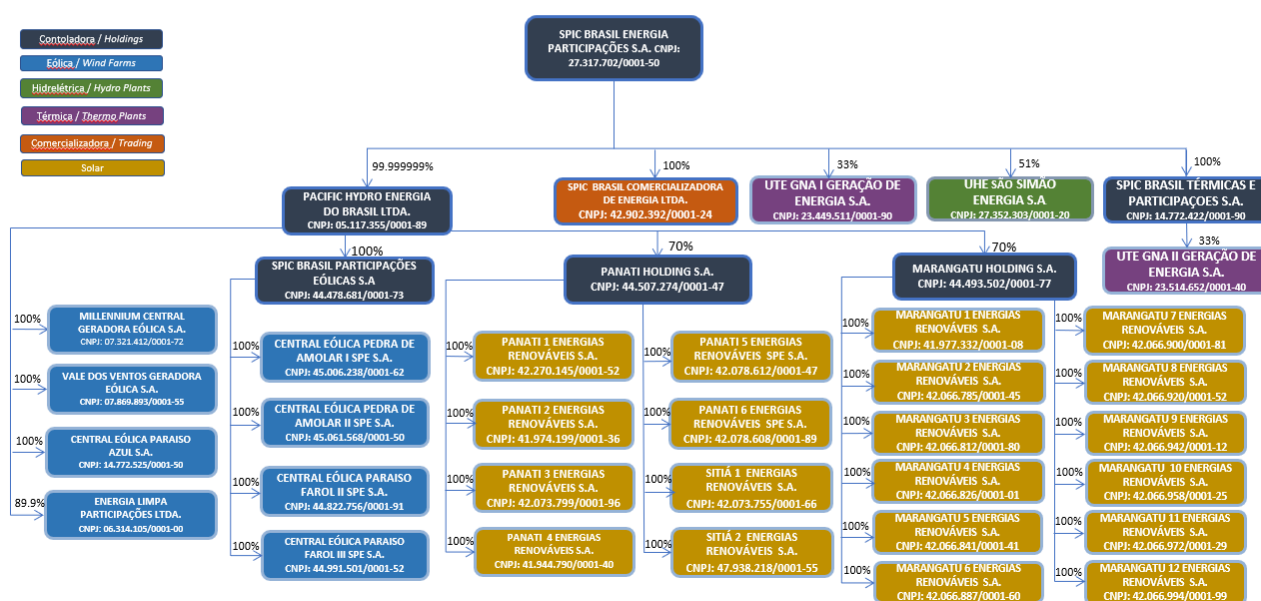 SPIC BRASIL ENERGIA
PARTICIPAÇÕES S.A. CNPJ:
27.317.702/0001-50
Contoladora / Holdings
Eólica / Wind Farms
Hidrelétrica / Hydro Plants
Térmica / Thermo Plants
Comercializadora / Trading
Solar
99.999999%
100%
33%
51%
100%
PACIFIC HYDRO ENERGIA
DO BRASIL LTDA.
CNPJ: 05.117.355/0001-89
SPIC BRASIL COMERCIALIZADORA
DE ENERGIA LTDA.
CNPJ: 42.902.392/0001-24
UTE GNA I GERAÇÃO DE
ENERGIA S.A.
CNPJ: 23.449.511/0001-90
UHE SÃO SIMÃO
ENERGIA S.A
CNPJ: 27.352.303/0001-20
SPIC BRASIL TÉRMICAS E
PARTICIPAÇOES S.A.
CNPJ: 14.772.422/0001-90
33%
UTE GNA II GERAÇÃO DE
ENERGIA S.A.
CNPJ: 23.514.652/0001-40
100%
SPIC BRASIL PARTICIPAÇÕES
EÓLICAS S.A
CNPJ: 44.478.681/0001-73
70%
PANATI HOLDING S.A.
CNPJ: 44.507.274/0001-47
70%
MARANGATU HOLDING S.A.
CNPJ: 44.493.502/0001-77
100%
MILLENNIUM CENTRAL
GERADORA EÓLICA S.A.
CNPJ: 07.321.412/0001-72
100%
VALE DOS VENTOS GERADORA
EÓLICA S.A.
CNPJ: 07.869.893/0001-55
100%
CENTRAL EÓLICA PARAISO
AZUL S.A.
CNPJ: 14.772.525/0001-50
89.9%
ENERGIA LIMPA
PARTICIPAÇÕES LTDA.
CNPJ: 06.314.105/0001-00
100%
CENTRAL EÓLICA PEDRA DE
AMOLAR I SPE S.A.
CNPJ: 45.006.238/0001-62
100%
CENTRAL EÓLICA PEDRA DE
AMOLAR II SPE S.A.
CNPJ: 45.061.568/0001-50
100%
CENTRAL EÓLICA PARAISO
FAROL II SPE S.A.
CNPJ: 44.822.756/0001-91
100%
CENTRAL EÓLICA PARAISO
FAROL III SPE S.A.
CNPJ: 44.991.501/0001-52
100%
PANATI 1 ENERGIAS
RENOVÁVEIS S.A.
CNPJ: 42.270.145/0001-52
100%
PANATI 2 ENERGIAS
RENOVÁVEIS S.A.
CNPJ: 41.974.199/0001-36
100%
PANATI 3 ENERGIAS
RENOVÁVEIS S.A.
CNPJ: 42.073.799/0001-96
100%
PANATI 4 ENERGIAS
RENOVÁVEIS S.A.
CNPJ: 41.944.790/0001-40
100%
PANATI 5 ENERGIAS
RENOVÁVEIS SPE S.A.
CNPJ: 42.078.612/0001-47
100%
PANATI 6 ENERGIAS
RENOVÁVEIS SPE S.A.
CNPJ: 42.078.608/0001-89
100%
SITIÁ 1 ENERGIAS
RENOVÁVEIS S.A.
CNPJ: 42.073.755/0001-66
100%
SITIÁ 2 ENERGIAS
RENOVÁVEIS S.A.
CNPJ: 47.938.218/0001-55
100%
MARANGATU 1 ENERGIAS
RENOVÁVEIS S.A.
CNPJ: 41.977.332/0001-08
100%
MARANGATU 2 ENERGIAS
RENOVÁVEIS S.A.
CNPJ: 42.066.785/0001-45
100%
MARANGATU 3 ENERGIAS
RENOVÁVEIS S.A.
CNPJ: 42.066.812/0001-80
100%
MARANGATU 4 ENERGIAS
RENOVÁVEIS S.A.
CNPJ: 42.066.826/0001-01
100%
MARANGATU 5 ENERGIAS
RENOVÁVEIS S.A.
CNPJ: 42.066.841/0001-41
100%
MARANGATU 6 ENERGIAS
RENOVÁVEIS S.A.
CNPJ: 42.066.887/0001-60
100%
MARANGATU 7 ENERGIAS
RENOVÁVEIS S.A.
CNPJ: 42.066.900/0001-81
100%
MARANGATU 8 ENERGIAS
RENOVÁVEIS S.A.
CNPJ: 42.066.920/0001-52
100%
MARANGATU 9 ENERGIAS
RENOVÁVEIS S.A.
CNPJ: 42.066.942/0001-12
100%
MARANGATU 10 ENERGIAS
RENOVÁVEIS S.A.
CNPJ: 42.066.958/0001-25
100%
MARANGATU 11 ENERGIAS
RENOVÁVEIS S.A.
CNPJ: 42.066.972/0001-29
100%
MARANGATU 12 ENERGIAS
RENOVÁVEIS S.A.
CNPJ: 42.066.994/0001-99